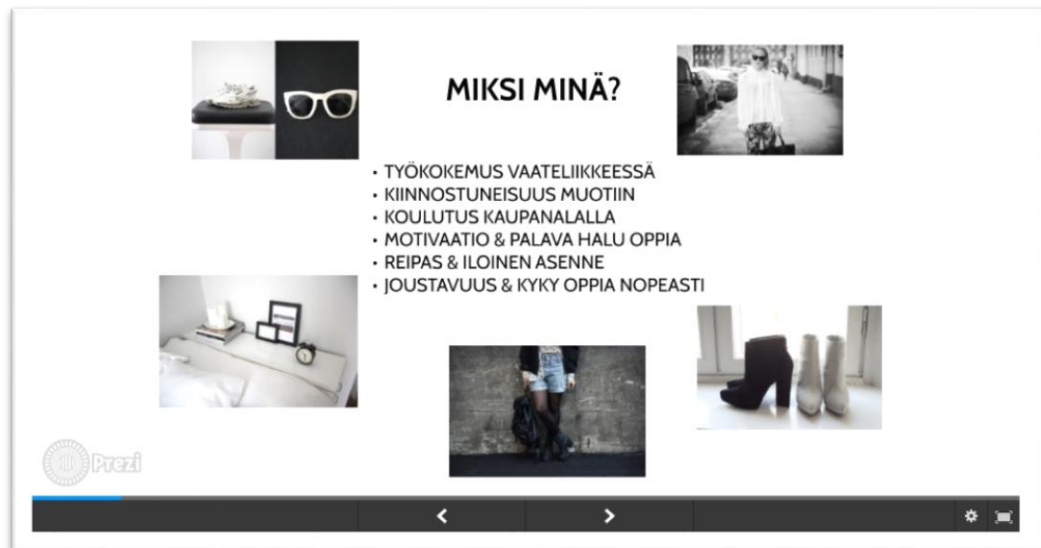 MIKSI MINÄ?
• TYÖKOKEMUS VAATELIIKKEESSÄ
• KIINNOSTUNEISUUS MUOTIIN
• KOULUTUS KAUPANALALLA
• MOTIVAATIO & PALAVA HALU OPPIA
• REIPAS & ILOINEN ASENNE
• JOUSTAVUUS & KYKY OPPIA NOPEASTI
Prezi